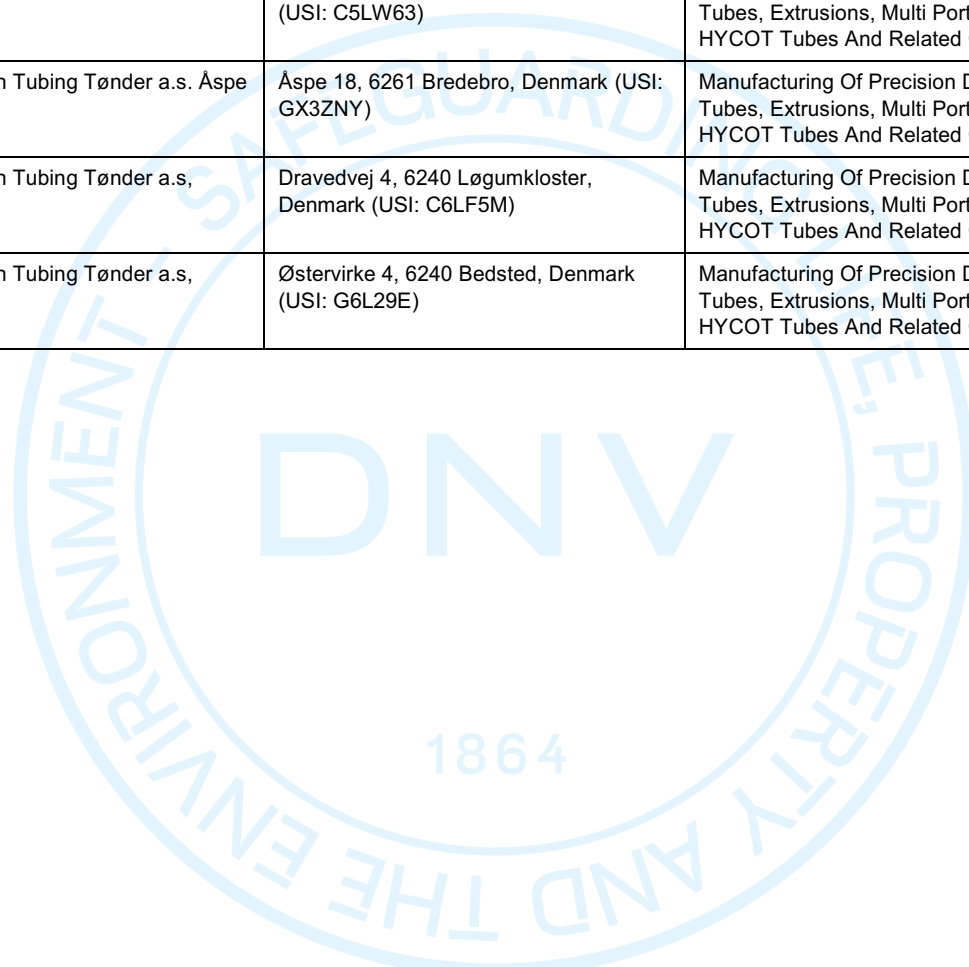 (USI: C5LW63)
Tubes, Extrusions, Multi Port
HYCOT Tubes And Related
Tubing Tønder a.s. Åspe
Åspe 18, 6261 Bredebro, Denmark (USI:
GX3ZNY)
Manufacturing Of Precision
Tubes, Extrusions, Multi Port
HYCOT Tubes And Related
Tubing Tønder a.s,
Dravedvej 4, 6240 Løgumkloster,
Denmark (USI: C6LF5M)
Manufacturing Of Precision
Tubes, Extrusions, Multi Port
HYCOT Tubes And Related
Tubing Tønder a.s,
Østervirke 4, 6240 Bedsted, Denmark
(USI: G6L29E)
Manufacturing Of Precision
Tubes, Extrusions, Multi Port
HYCOT Tubes And Related
SAFEGUARDING LIFE, PROPERTY AND THE ENVIRONMENT
DNV
1864